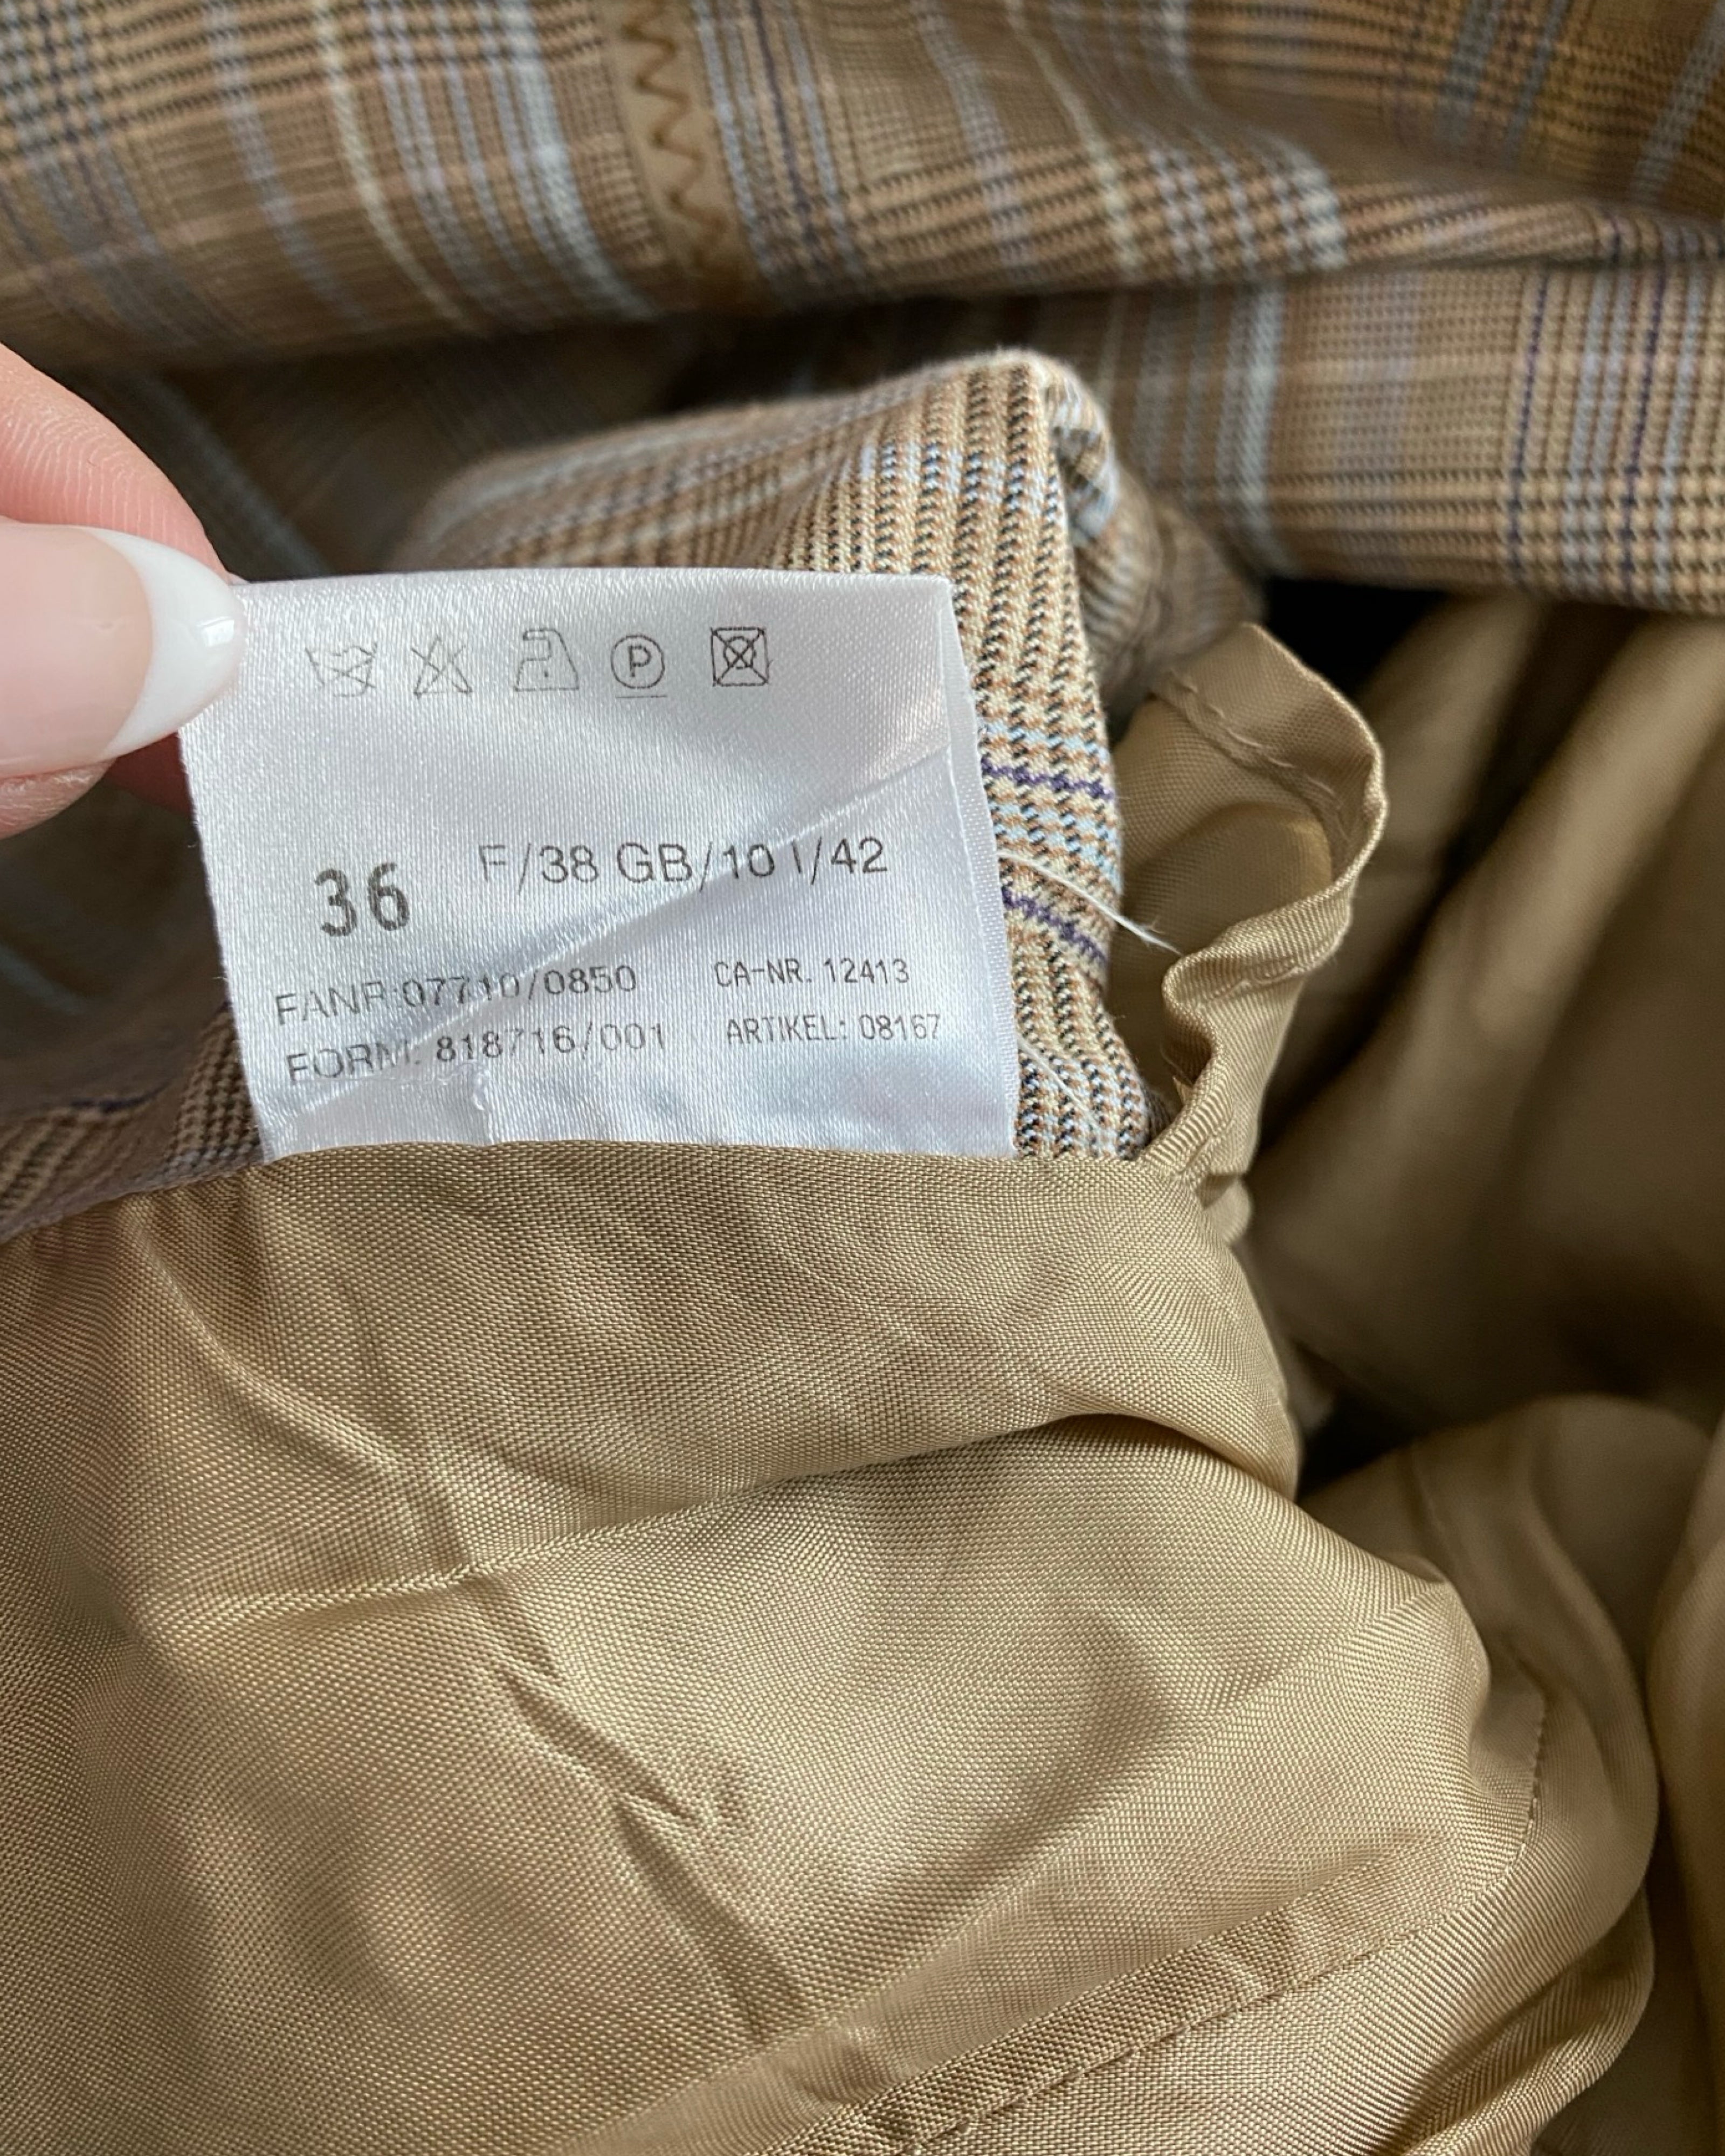 P
36 F/38 GB/10 I/42
FANR:07710/0850 CA-NR. 12413
FORM: 818716/001 ARTIKEL: 08167